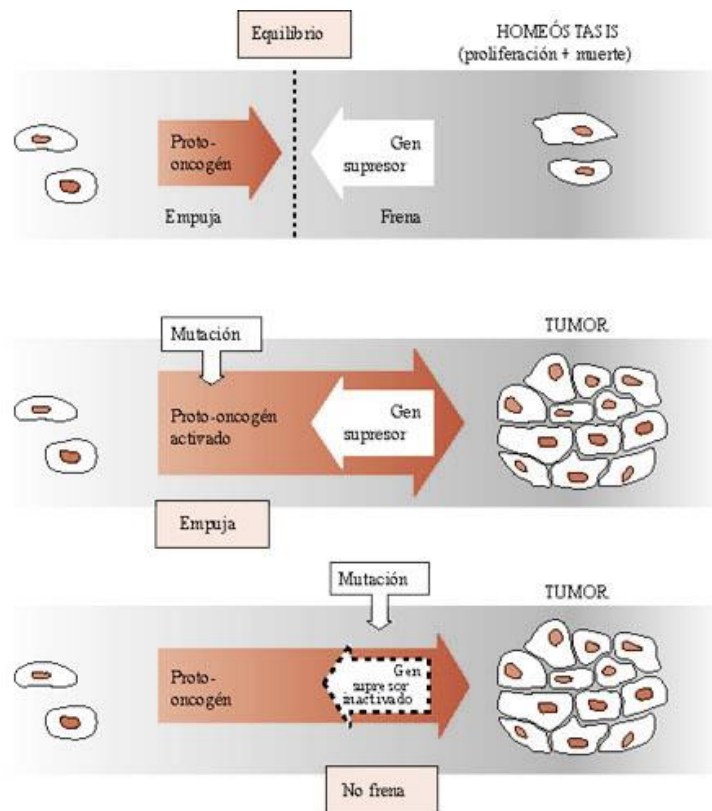 Equilibrio
HOMEÓSTASIS
(proliferación + muerte)
Proto-
oncogén
Gen
supresor
Empuja
Frena
Mutación
TUMOR
Proto-oncogén
activado
Gen
supresor
Empuja
Mutación
TUMOR
Proto-
oncogén
Gen
supresor
inactivado
No frena